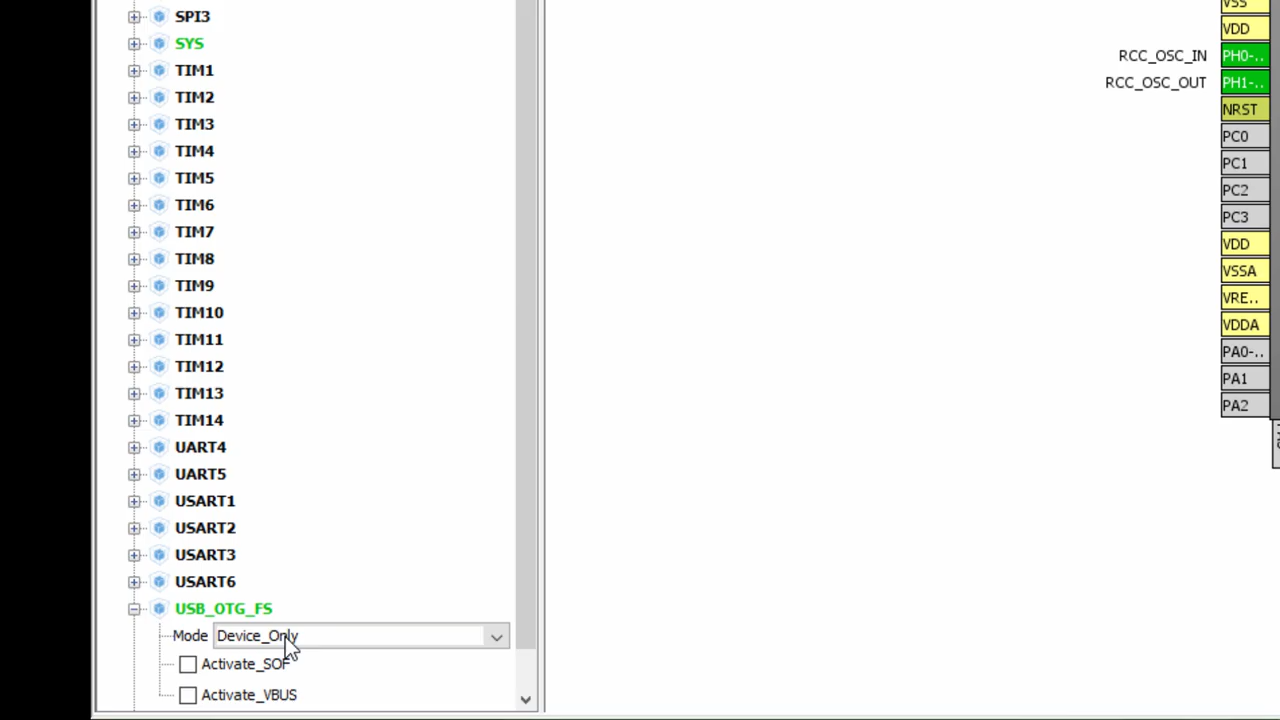 SPI3
SYS
TIM1
TIM2
TIM3
TIM4
TIM5
TIM6
TIM7
TIM8
TIM9
TIM10
TIM11
TIM12
TIM13
TIM14
UART4
UART5
USART1
USART2
USART3
USART6
USB_OTG_FS
Mode Device_Only
Activate_SOF
Activate_VBUS
VSS
VDD
RCC_OSC_IN PH0-..
RCC_OSC_OUT PH1-..
NRST
PC0
PC1
PC2
PC3
VDD
VSSA
VRE..
VDDA
PA0-..
PA1
PA2